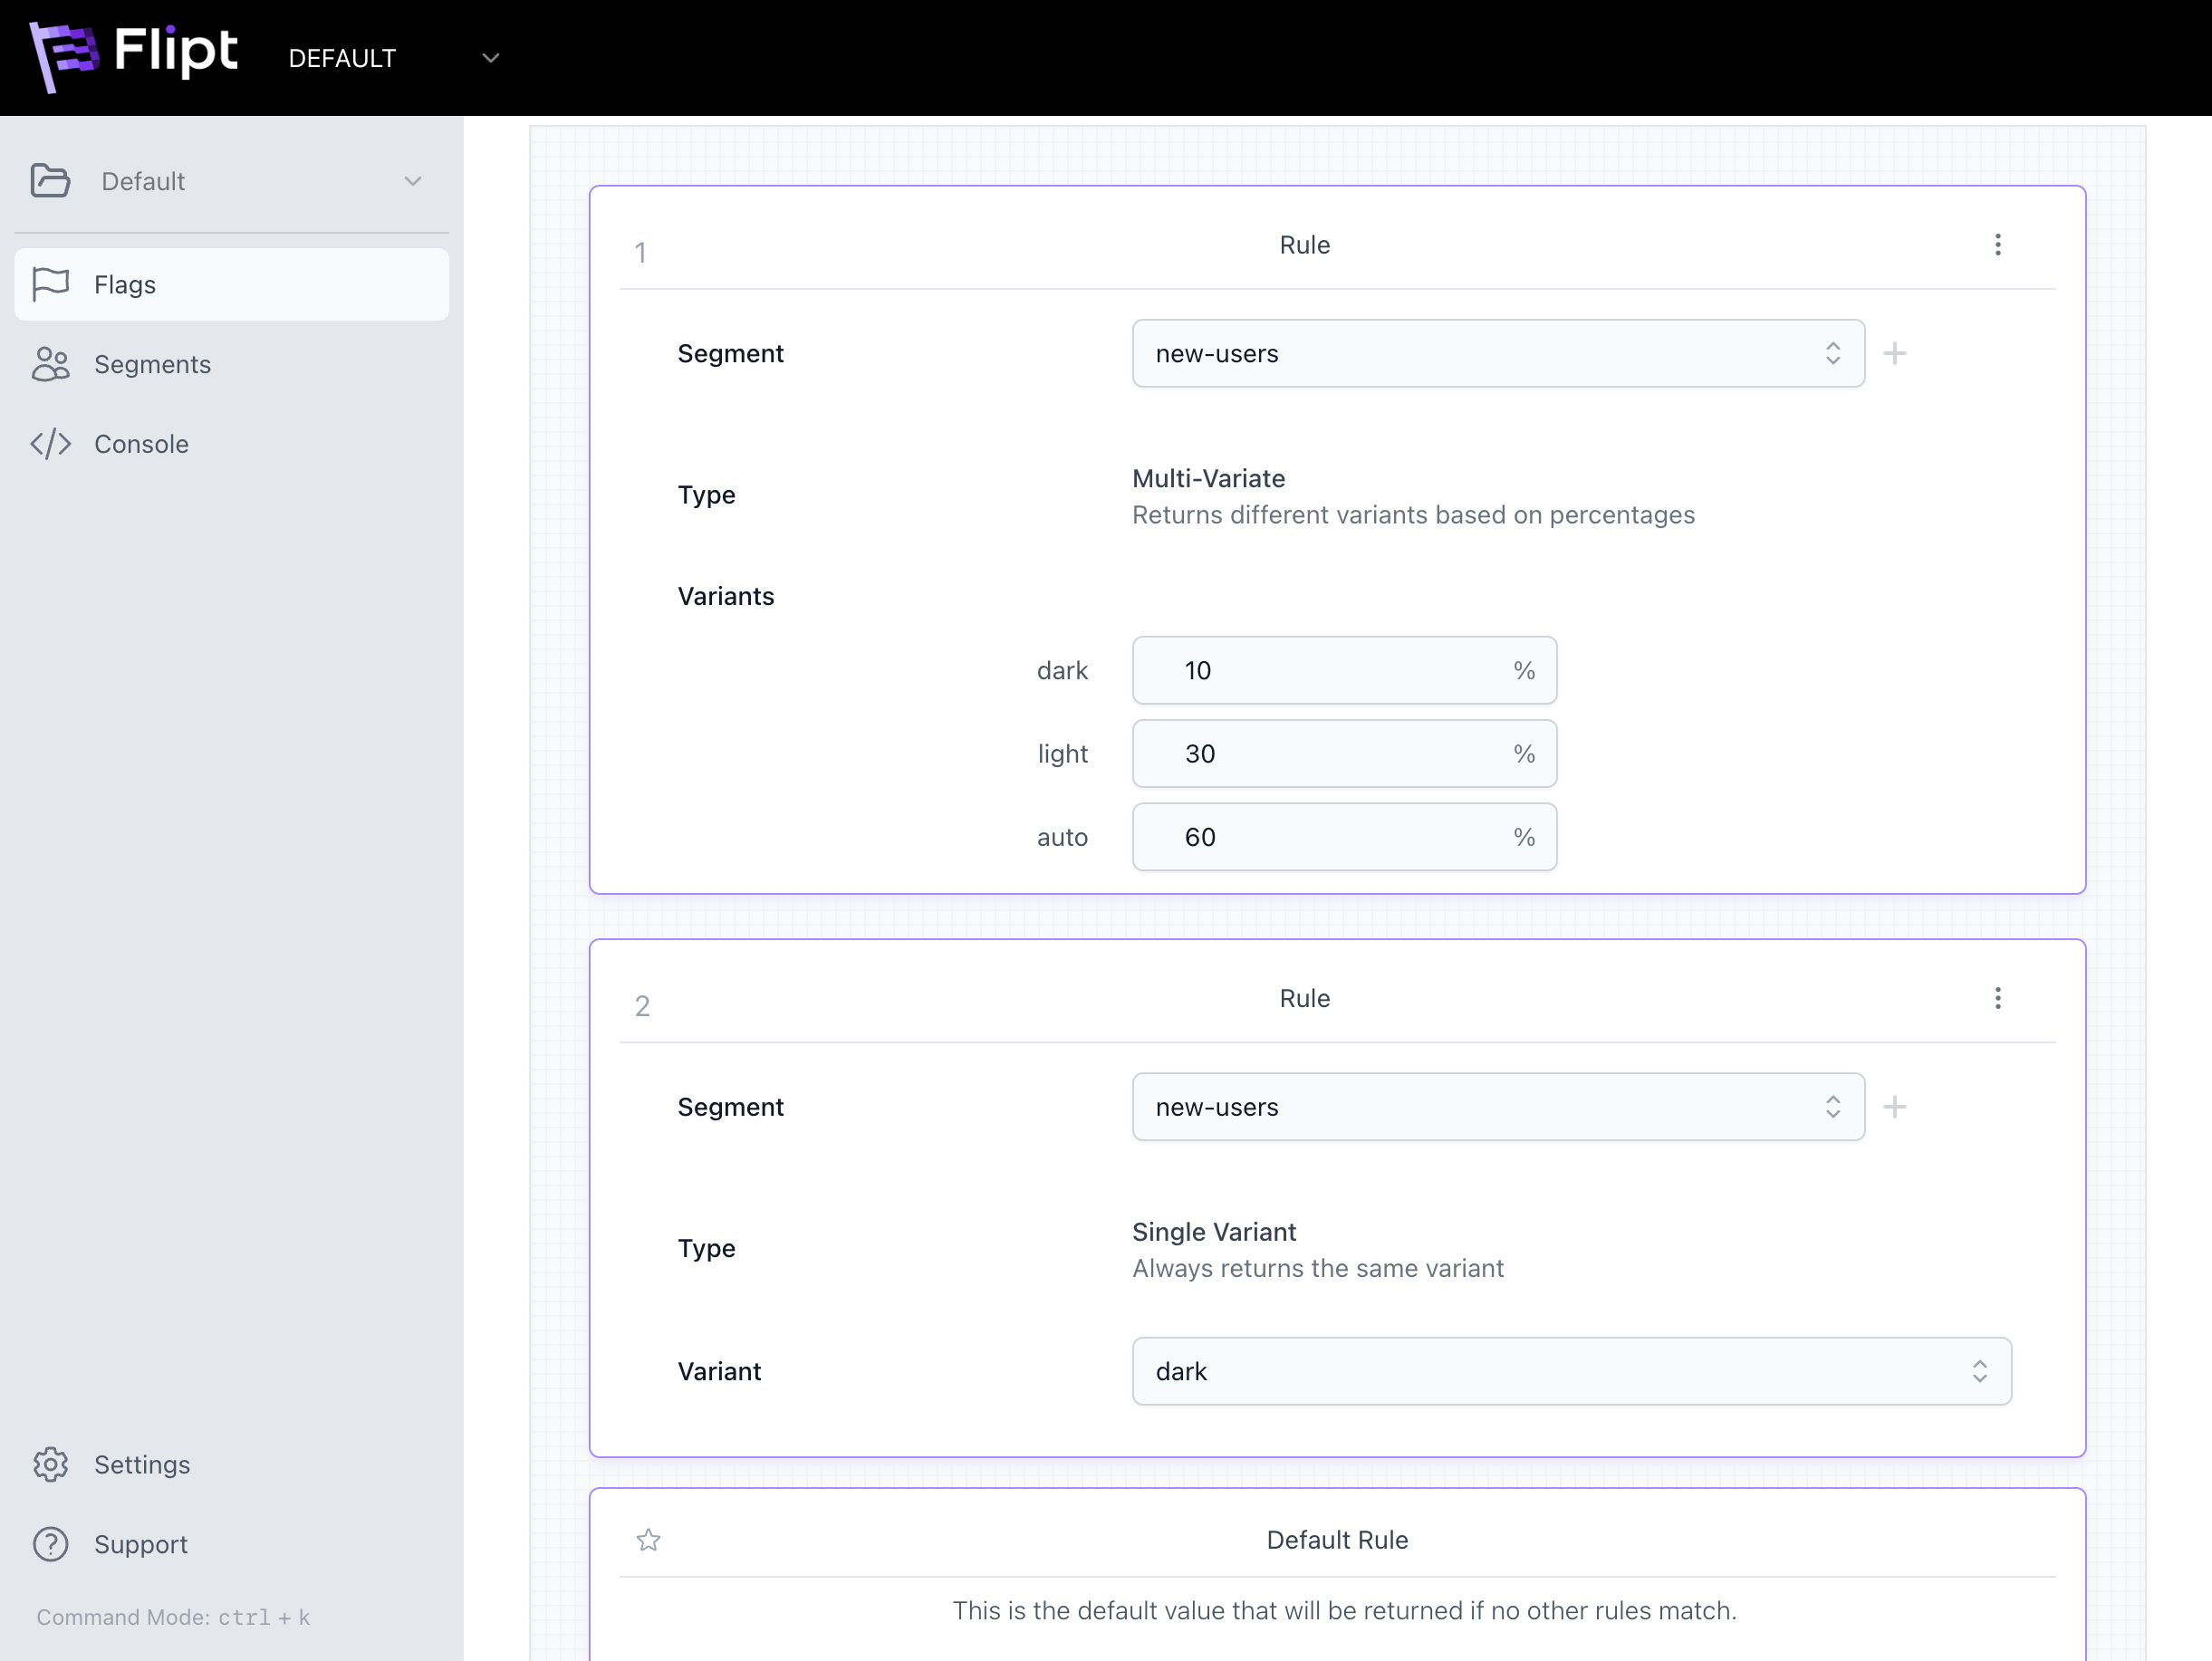 Flipt DEFAULT
Default
Flags
Segments
Console
Settings
Support
Command Mode: ctrl + k
1 Rule
Segment new-users
Type Multi-Variate
Returns different variants based on percentages
Variants
dark 10 %
light 30 %
auto 60 %
2 Rule
Segment new-users
Type Single Variant
Always returns the same variant
Variant dark
Default Rule
This is the default value that will be returned if no other rules match.